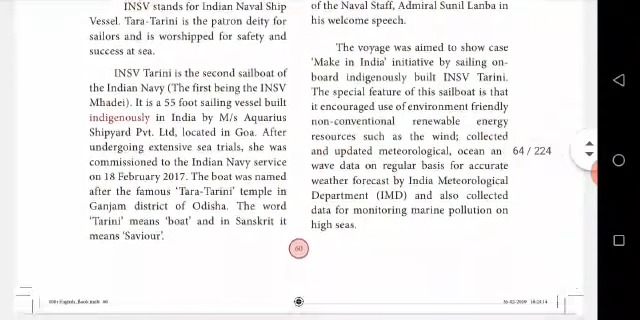 INSV stands for Indian Naval Ship
Vessel. Tara-Tarini is the patron deity for
sailors and is worshipped for safety and
success at sea.
INSV Tarini is the second sailboat of
the Indian Navy (The first being the INSV
Mhadei). It is a 55 foot sailing vessel built
indigenously in India by M/s Aquarius
Shipyard Pvt. Ltd, located in Goa. After
undergoing extensive sea trials, she was
commissioned to the Indian Navy service
on 18 February 2017. The boat was named
after the famous 'Tara-Tarini' temple in
Ganjam district of Odisha. The word
'Tarini' means 'boat' and in Sanskrit it
means 'Saviour'.
of the Naval Staff, Admiral Sunil Lanba in
his welcome speech.
The voyage was aimed to show case
'Make in India' initiative by sailing on-
board indigenously built INSV Tarini.
The special feature of this sailboat is that
it encouraged use of environment friendly
non-conventional renewable energy
resources such as the wind; collected
and updated meteorological, ocean an
wave data on regular basis for accurate
weather forecast by India Meteorological
Department (IMD) and also collected
data for monitoring marine pollution on
high seas.
64 / 224
60